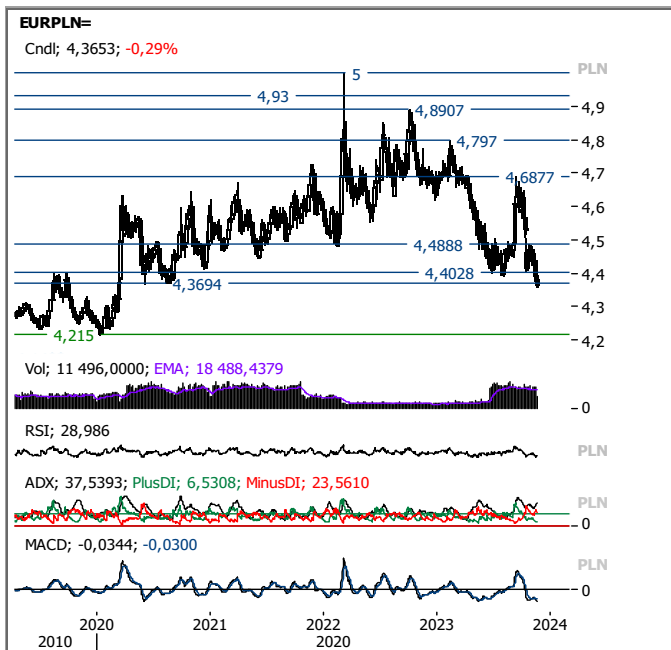 EURPLN=
Cndl; 4,3653; -0,29%
PLN
5
4,93
4,8907
4,9
4,797
4,8
4,6877
4,7
4,6
4,4888
4,5
4,4028
4,4
4,3694
4,3
4,215
4,2
Vol; 11 496,0000; EMA; 18 488,4379
0
RSI; 28,986
PLN
ADX; 37,5393; PlusDI; 6,5308; MinusDI; 23,5610
PLN
0
MACD; -0,0344; -0,0300
PLN
0
2020 2021 2022 2023 2024
2010 2020